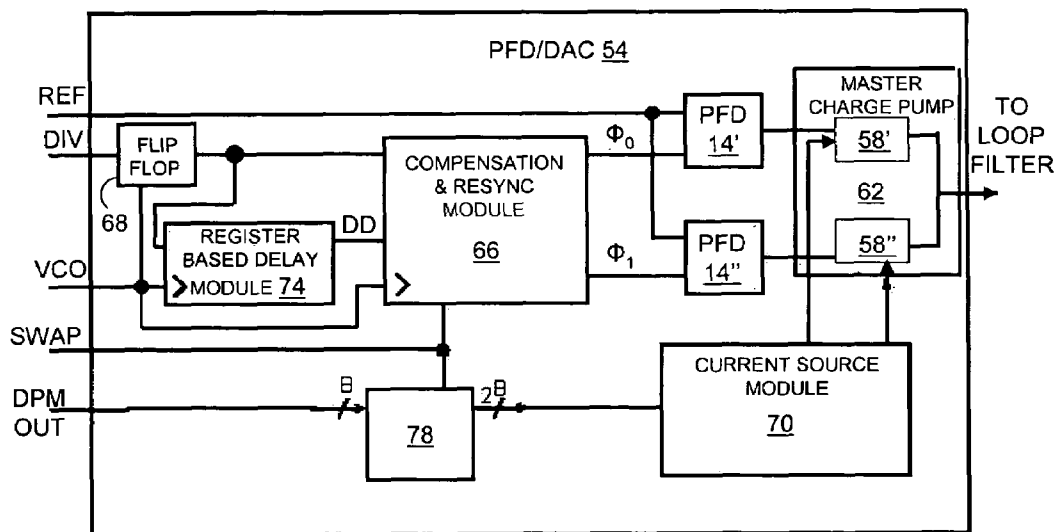 PFD/DAC 54
REF
DIV
FLIP
FLOP
68
VCO
REGISTER
BASED DELAY
MODULE 74
DD
COMPENSATION
& RESYNC
MODULE
66
Φ0
Φ1
PFD
14'
PFD
14"
MASTER
CHARGE PUMP
58'
62
58"
TO
LOOP
FILTER
SWAP
DPM
OUT
B
78
2B
CURRENT SOURCE
MODULE
70